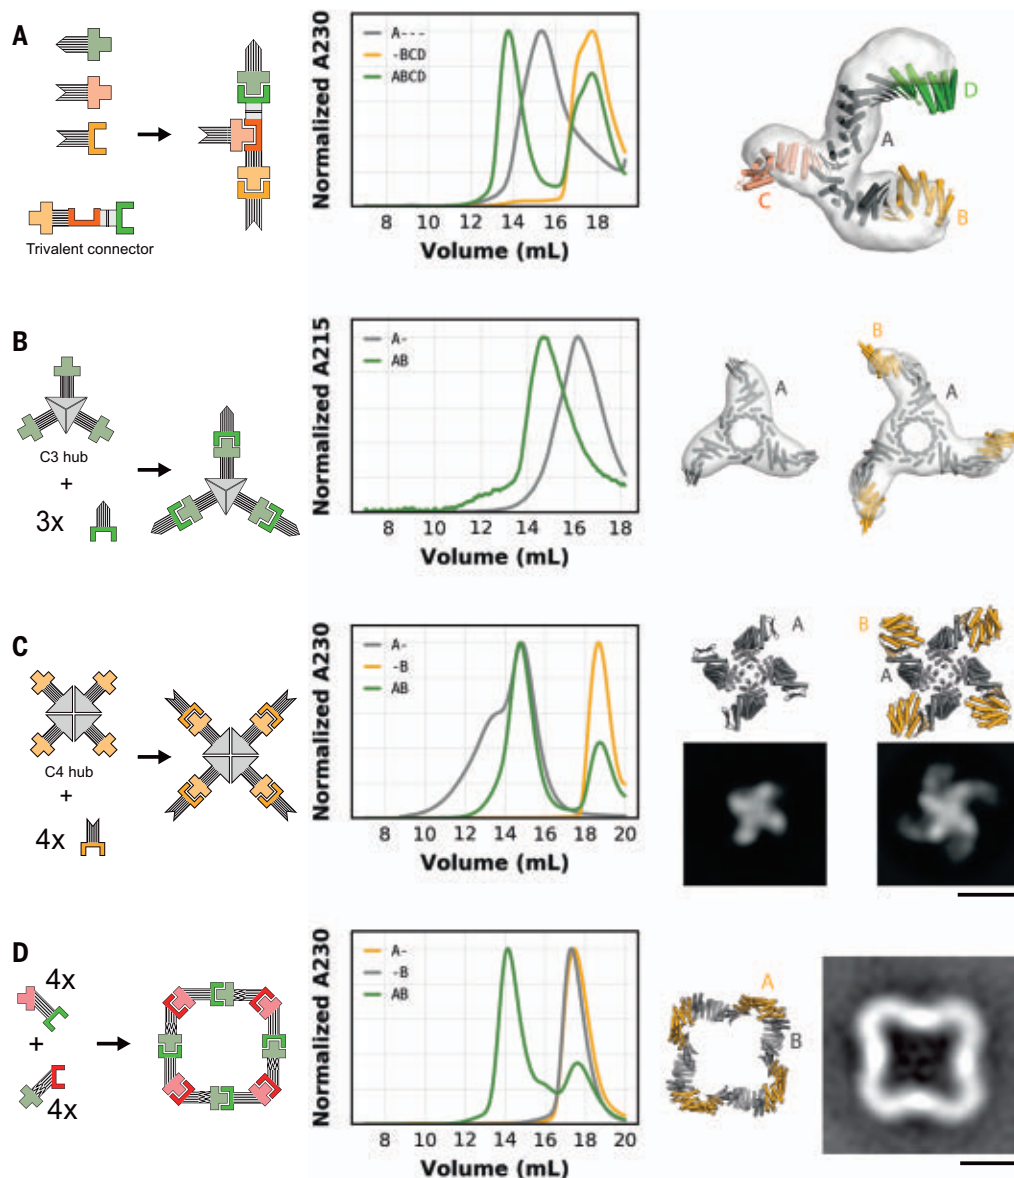 A
Trivalent connector
Normalized A230
A---
-BCD
ABCD
8 10 12 14 16 18
Volume (mL)
D
A
C
B
B
C3 hub
+
3x
Normalized A215
A-
AB
8 10 12 14 16 18
Volume (mL)
A
B
A
C
C4 hub
+
4x
Normalized A230
A-
-B
AB
8 10 12 14 16 18 20
Volume (mL)
A
B
A
D
4x
+
4x
Normalized A230
A-
-B
AB
8 10 12 14 16 18 20
Volume (mL)
A
B